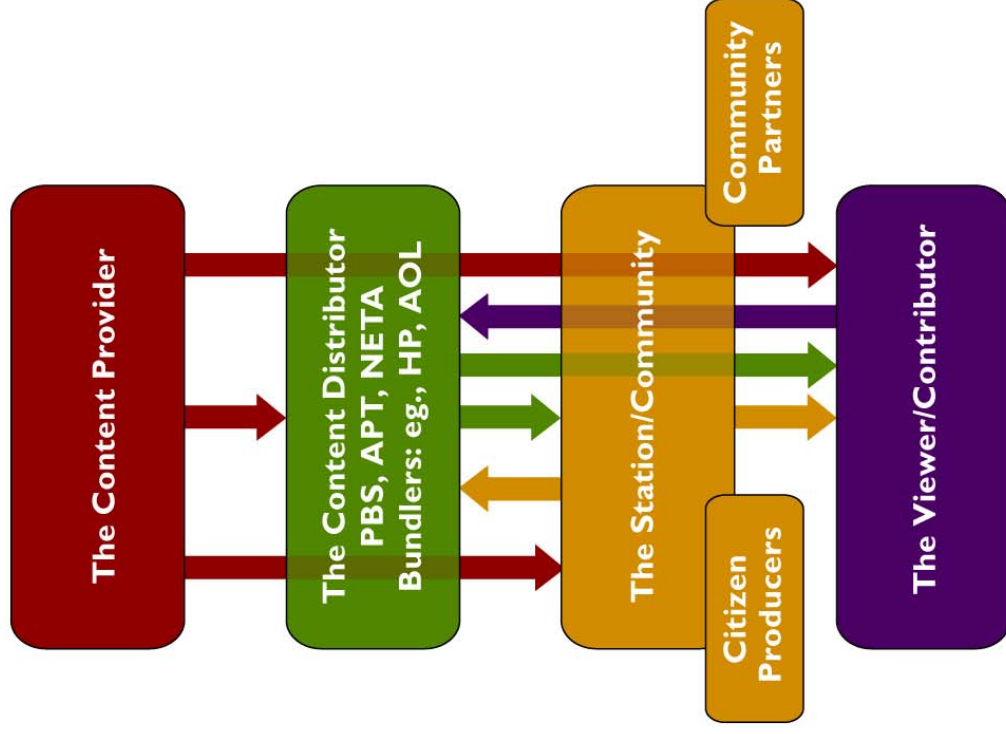 The Content Provider
The Content Distributor
PBS, APT, NETA
Bundlers: eg., HP, AOL
The Station/Community
Citizen
Producers
Community
Partners
The Viewer/Contributor